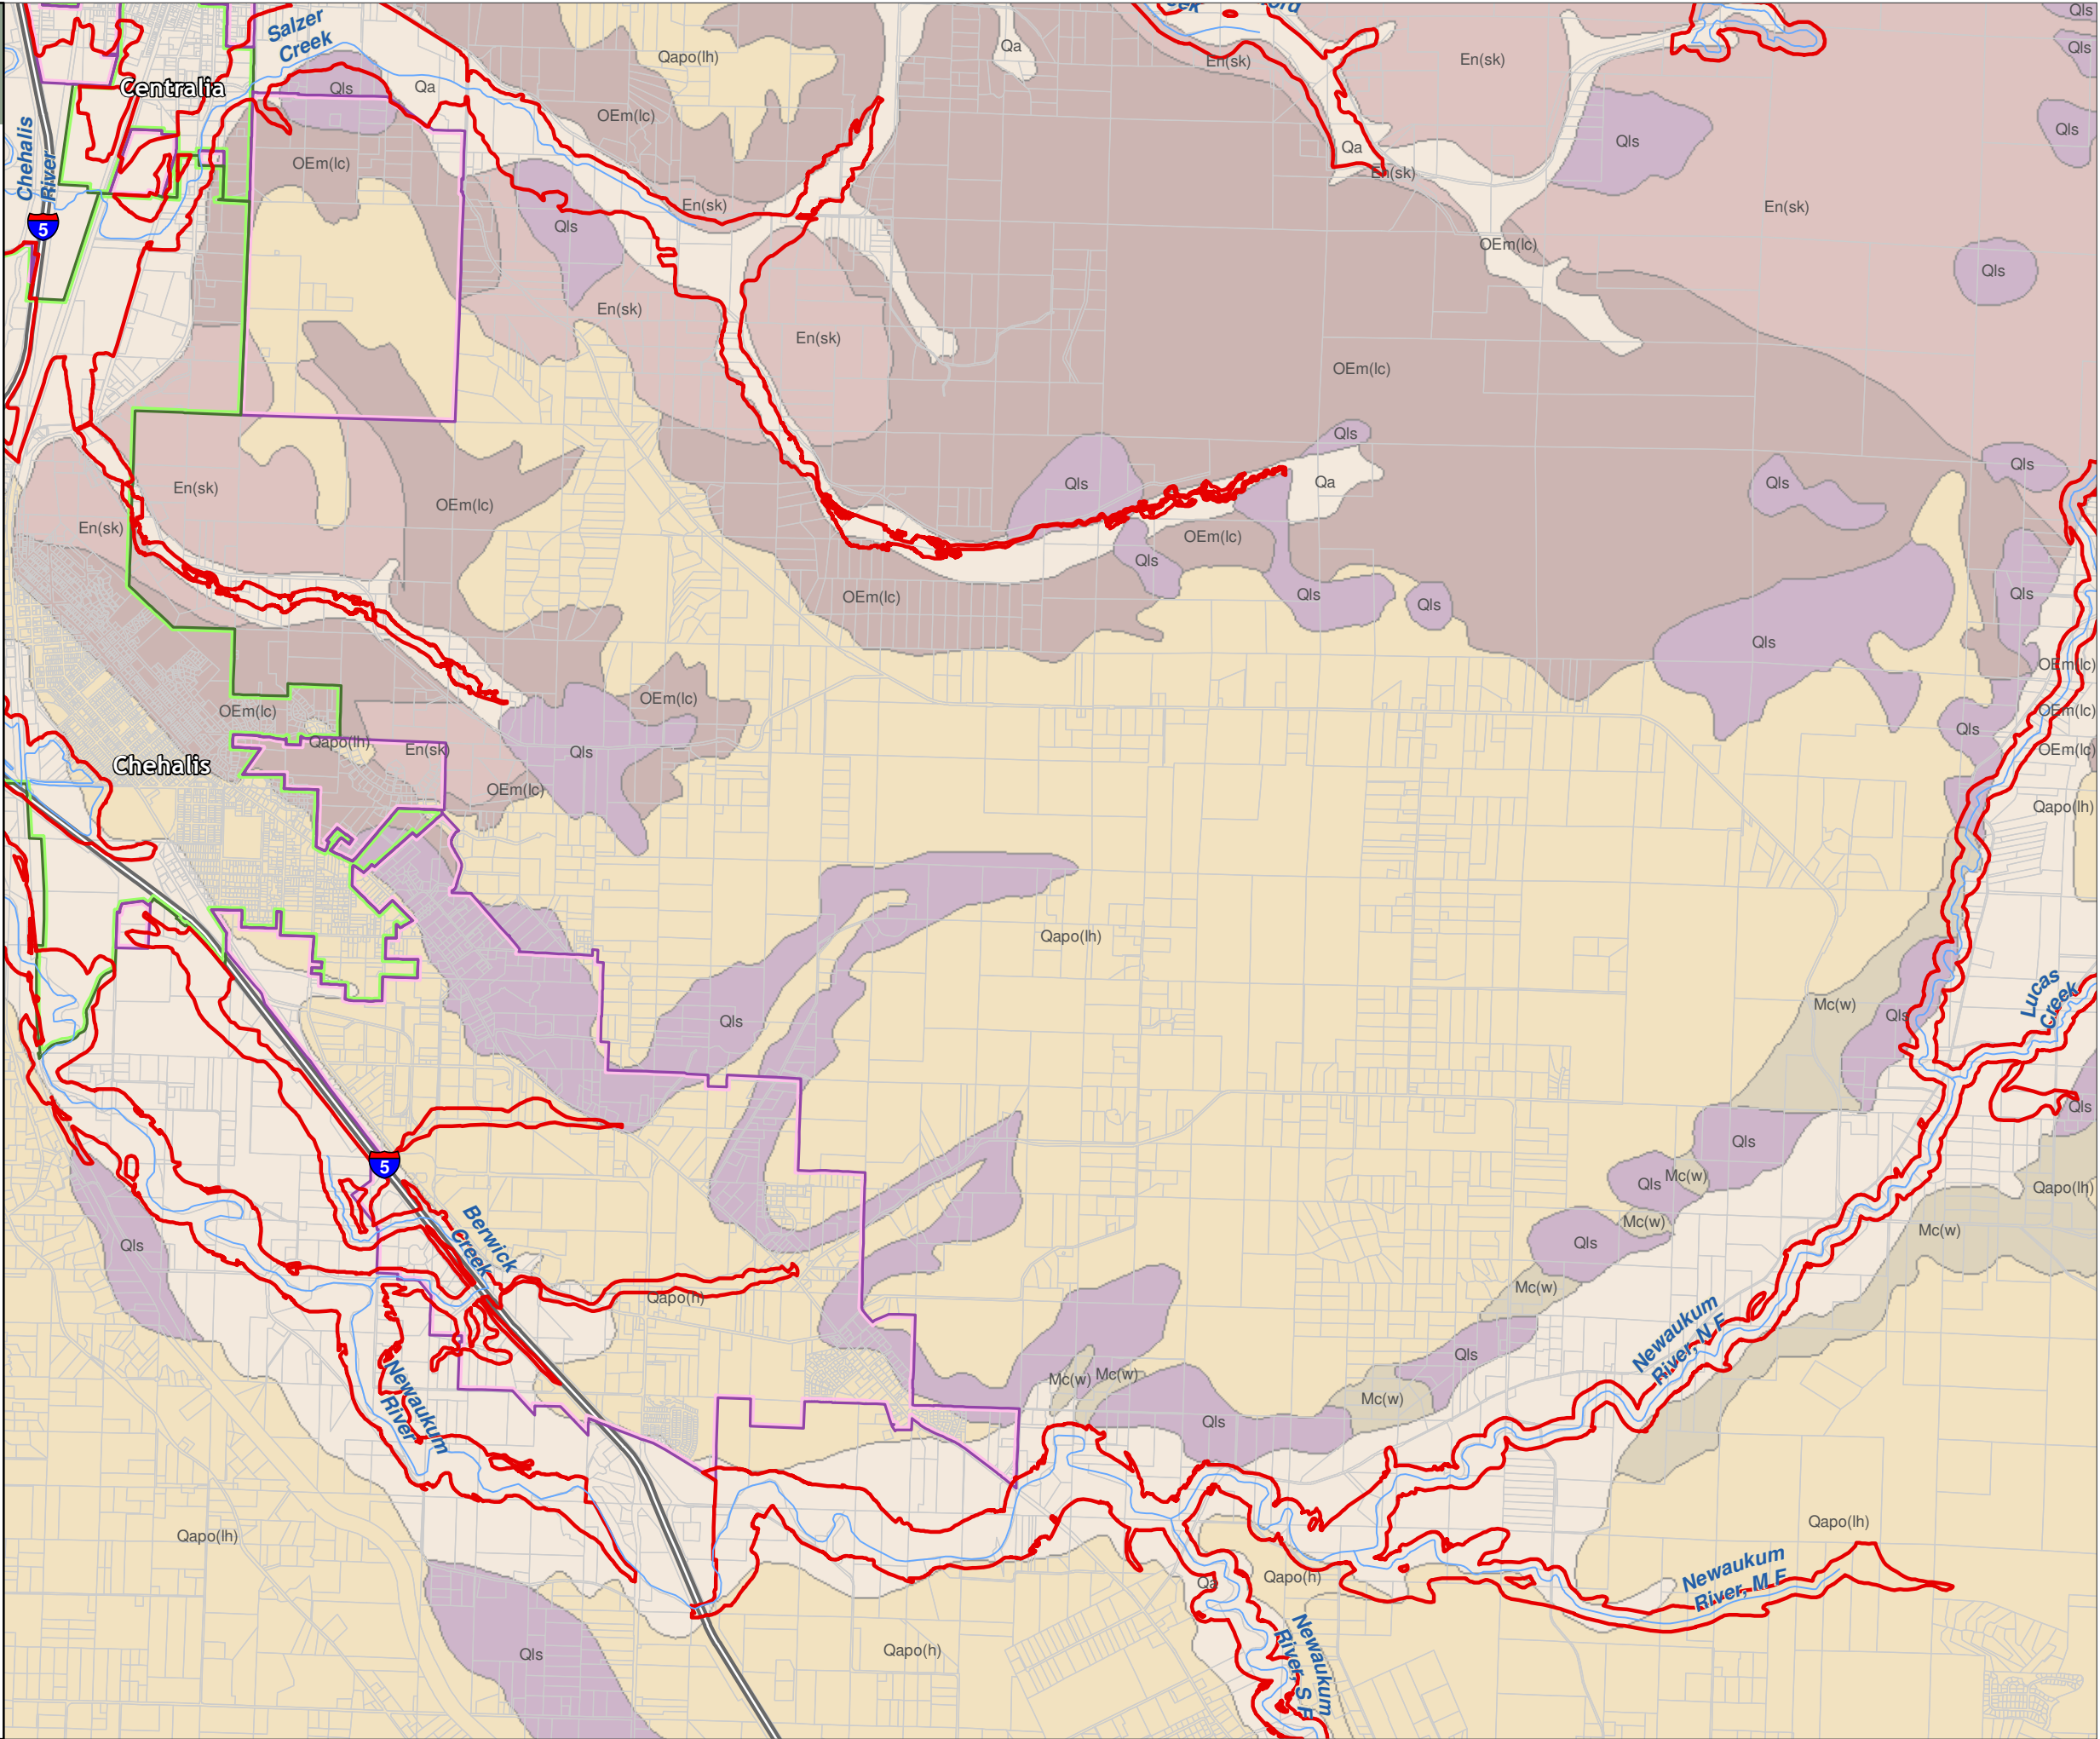 Salzer
Creek
Qapo(lh)
Qa
En(sk)
En(sk)
Qls
Qls
Centralia
Qls
Qa
OEm(lc)
Qls
Qls
Chehalis
River
OEm(lc)
Qa
En(sk)
5
Qls
En(sk)
En(sk)
OEm(lc)
Qls
En(sk)
En(sk)
OEm(lc)
Qls
Qls
Qls
Qls
Qa
En(sk)
OEm(lc)
En(sk)
OEm(lc)
Qls
OEm(lc)
Qls
Qls
Qls
Qls
OEm(lc)
OEm(lc)
OEm(lc)
OEm(lc)
Qls
Qapo(lh)
En(sk)
Qls
OEm(lc)
Chehalis
OEm(lc)
Qapo(lh)
Qapo(lh)
Lucas
Creek
Qls
Mc(w)
Qls
Qls
Qls
5
Qls
Mc(w)
Qapo(lh)
Berwick
Creek
Qls
Mc(w)
Qls
Mc(w)
Mc(w)
Qapo(h)
Newaukum
River, N F
Qls
Newaukum
River
Mc(w)
Mc(w)
Mc(w)
Qls
Qapo(lh)
Qapo(lh)
Qa
Qapo(h)
Newaukum
River, M F
Qls
Qapo(h)
Newaukum
River, S F